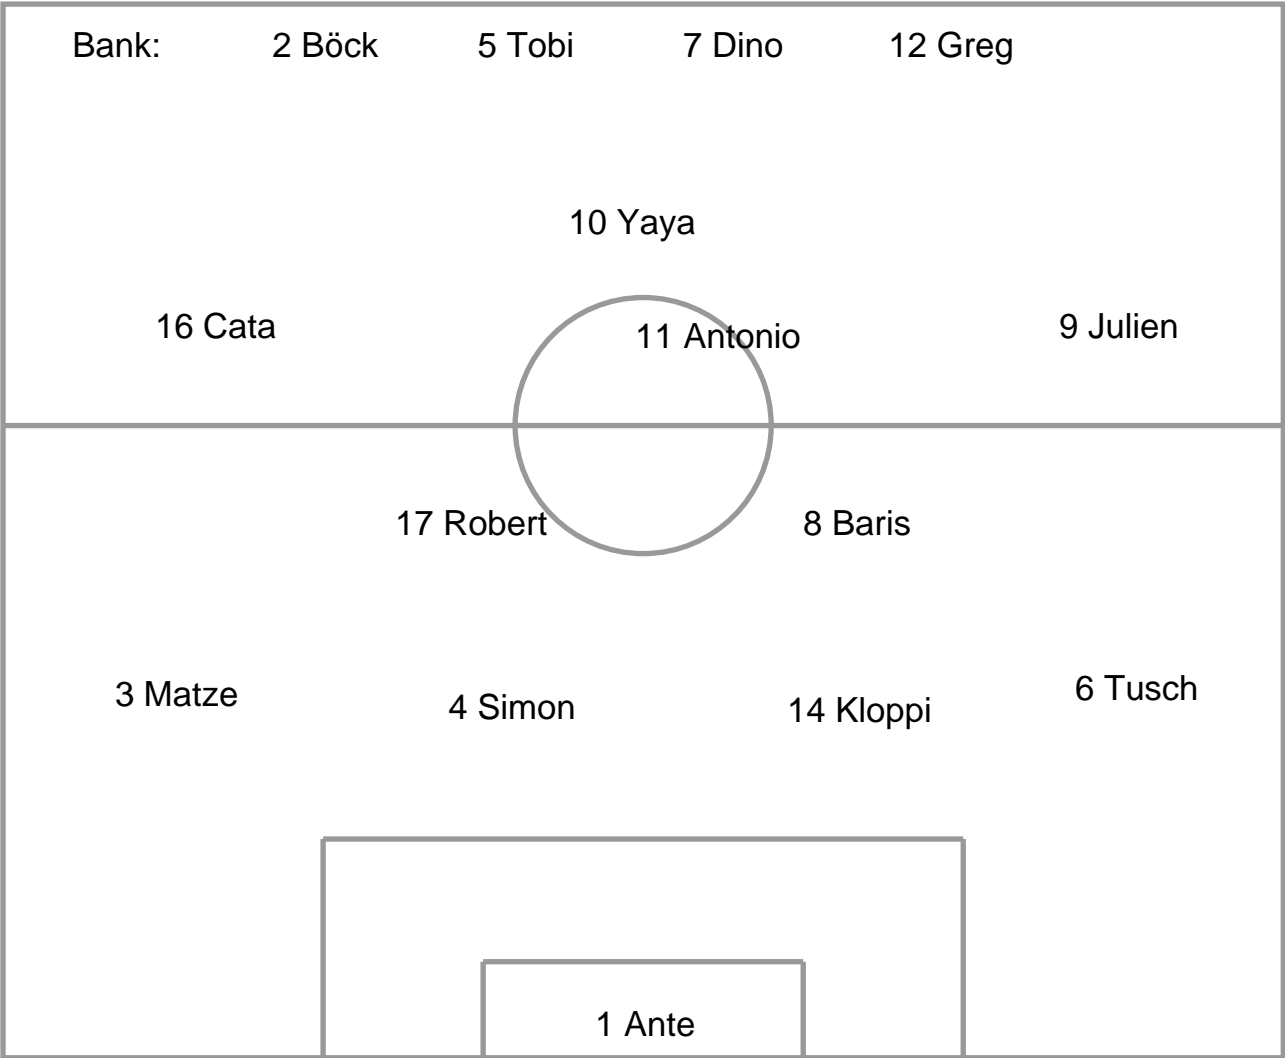 Bank: 2 Böck 5 Tobi 7 Dino 12 Greg
10 Yaya
16 Cata 11 Antonio 9 Julien
17 Robert 8 Baris
3 Matze 4 Simon 14 Kloppi 6 Tusch
1 Ante